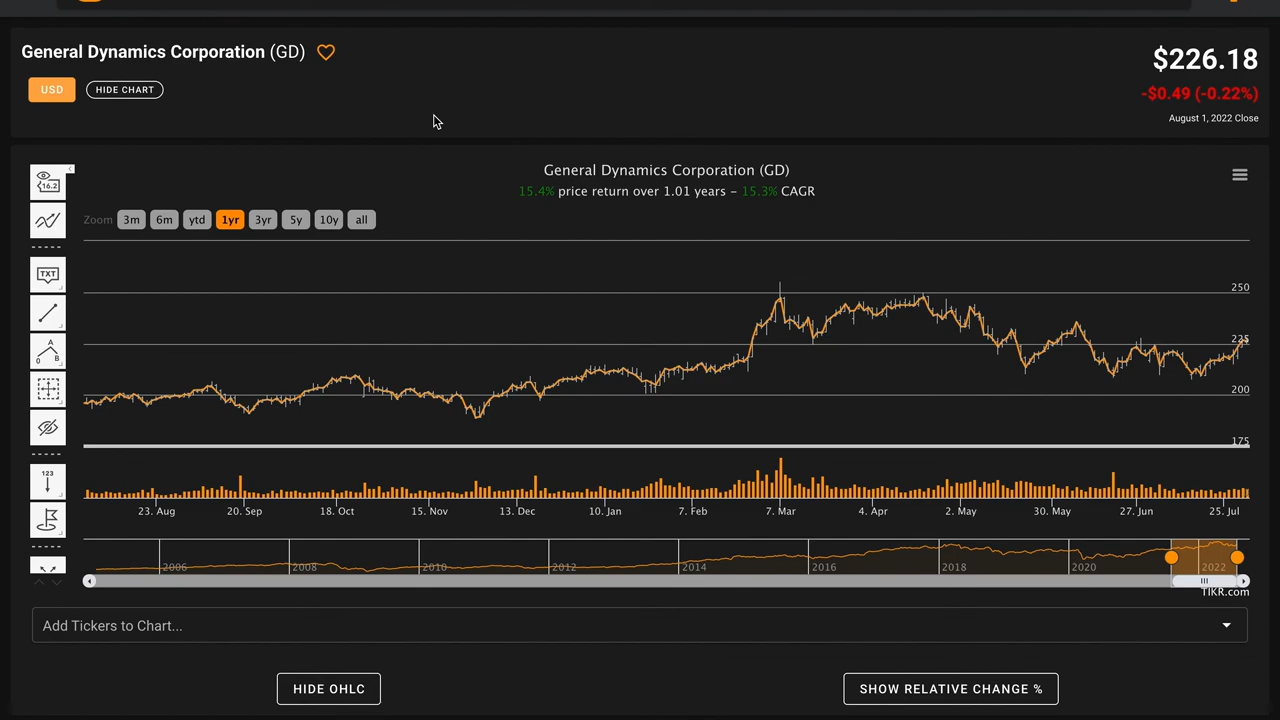 General Dynamics Corporation (GD)
$226.18
USD
HIDE CHART
-$0.49 (-0.22%)
August 1, 2022 Close
General Dynamics Corporation (GD)
15.4% price return over 1.01 years – 15.3% CAGR
16.2
Zoom 3m 6m ytd 1yr 3yr 5y 10y all
TXT
250
225
A
0 B
200
175
123
23. Aug 20. Sep 18. Oct 15. Nov 13. Dec 10. Jan 7. Feb 7. Mar 4. Apr 2. May 30. May 27. Jun 25. Jul
2006 2008 2010 2012 2014 2016 2018 2020 2022
TIKR.com
Add Tickers to Chart...
HIDE OHLC
SHOW RELATIVE CHANGE %